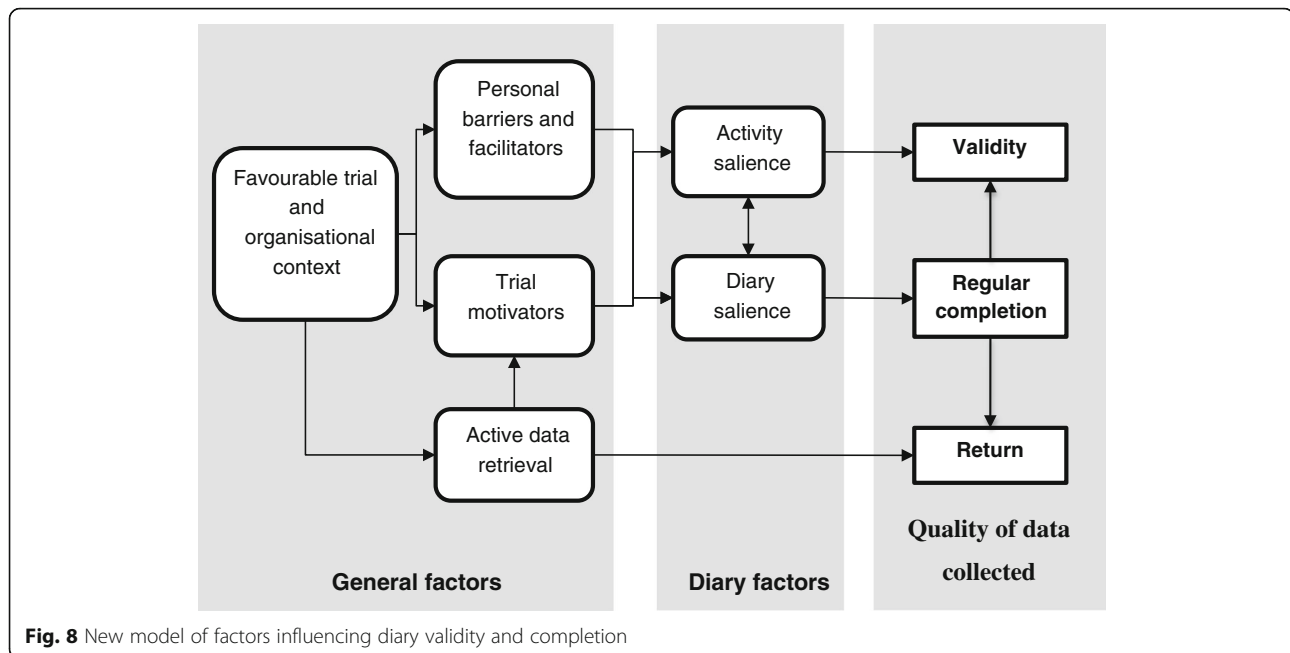 Favourable trial
and
organisational
context
Personal
barriers and
facilitators
Trial
motivators
Active data
retrieval
General factors
Activity
salience
Diary
salience
Diary factors
Validity
Regular
completion
Return
Quality of data
collected
Fig. 8 New model of factors influencing diary validity and completion